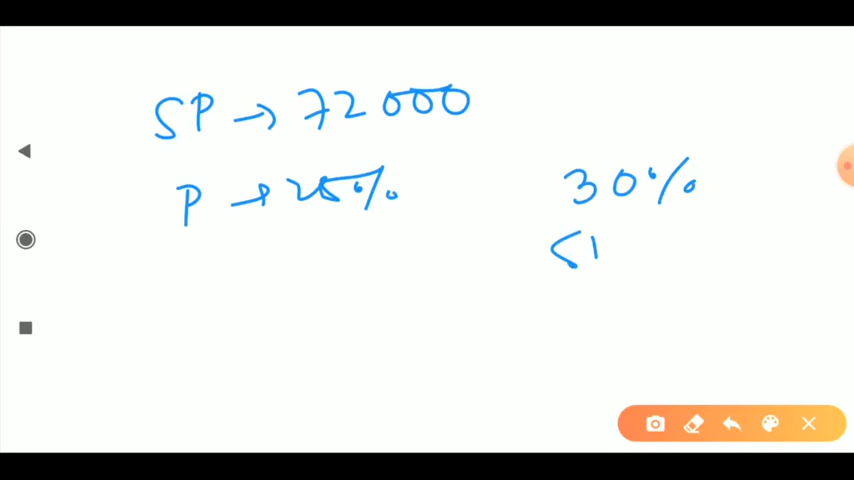 SP → 72000
P → 25%
30%